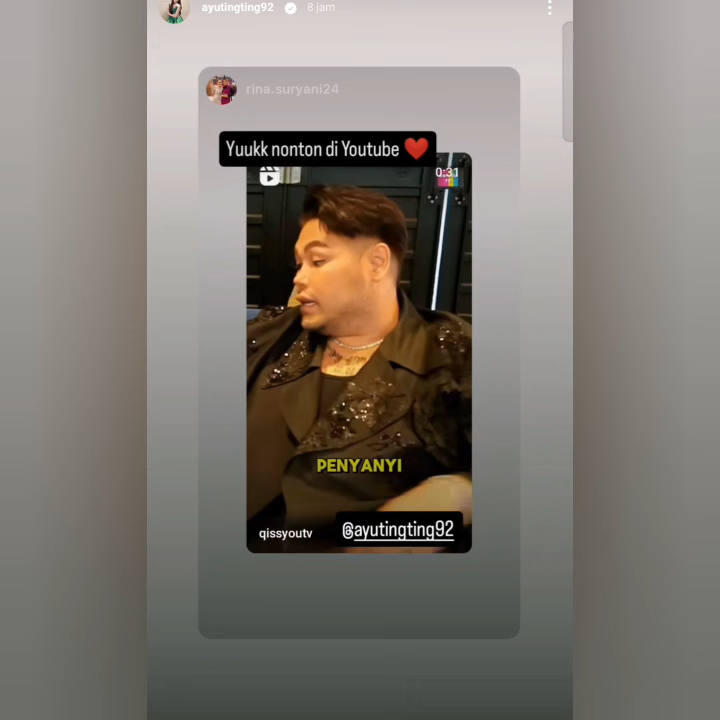 ayutingting92 8 jam
rina.suryani24
Yuukk nonton di Youtube ❤️
0:31
PENYANYI
qissyoutv @ayutingting92